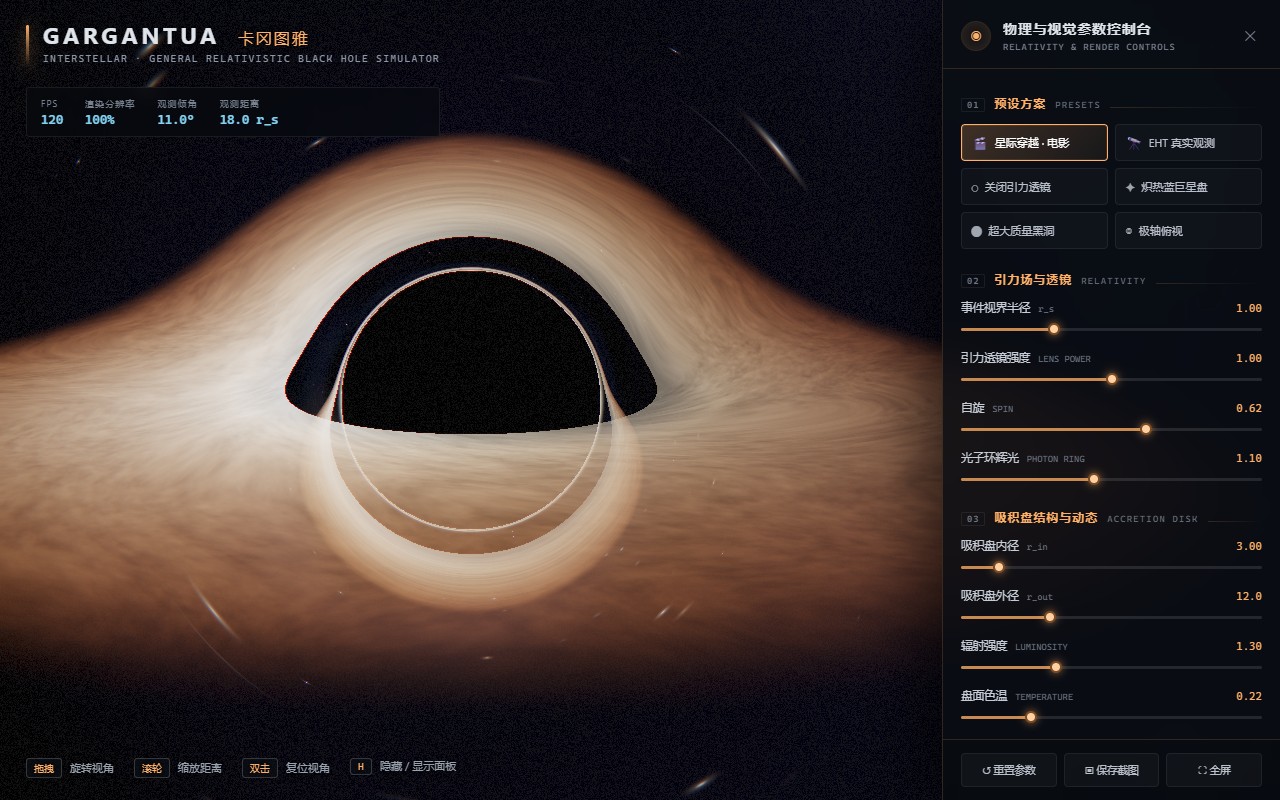 GARGANTUA 卡冈图雅
INTERSTELLAR · GENERAL RELATIVISTIC BLACK HOLE SIMULATOR
FPS 渲染分辨率 观测倾角 观测距离
120 100% 11.0° 18.0 r_s
物理与视觉参数控制台
RELATIVITY & RENDER CONTROLS
01 预设方案 PRESETS
星际穿越 · 电影 EHT 真实观测
关闭引力透镜 炽热蓝巨星盘
超大质量黑洞 极轴俯视
02 引力场与透镜 RELATIVITY
事件视界半径 r_s 1.00
引力透镜强度 LENS POWER 1.00
自旋 SPIN 0.62
光子环辉光 PHOTON RING 1.10
03 吸积盘结构与动态 ACCRETION DISK
吸积盘内径 r_in 3.00
吸积盘外径 r_out 12.0
辐射强度 LUMINOSITY 1.30
盘面色温 TEMPERATURE 0.22
拖拽 旋转视角 滚轮 缩放距离 双击 复位视角 H 隐藏 / 显示面板
↺ 重置参数 ▣ 保存截图 ⛶ 全屏